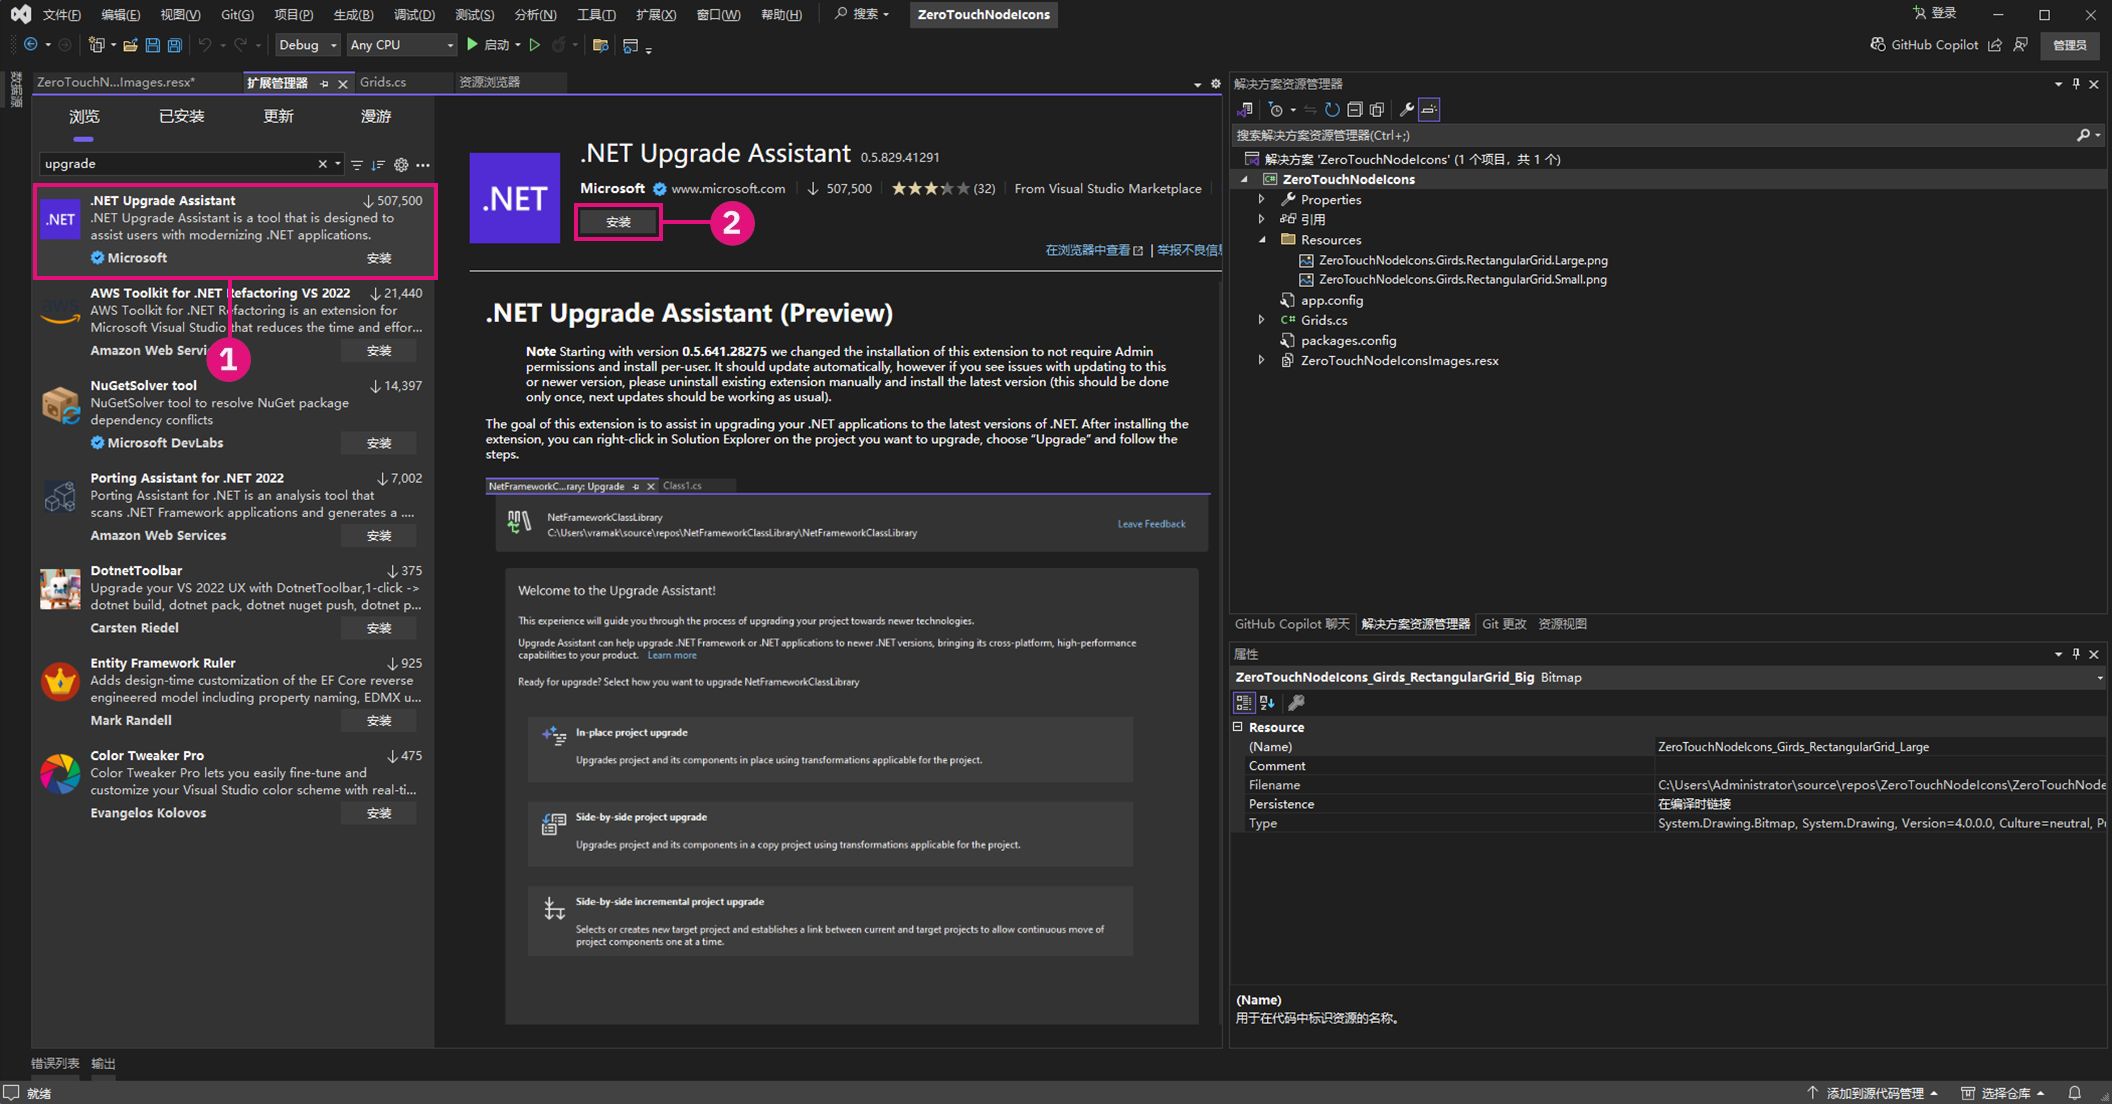 文件(F) 编辑(E) 视图(V) Git(G) 项目(P) 生成(B) 调试(D) 测试(S) 分析(N) 工具(T) 扩展(X) 窗口(W) 帮助(H) 搜索 ZeroTouchNodeIcons 登录
Debug Any CPU 启动 GitHub Copilot 管理员
ZeroTouchN...Images.resx* 扩展管理器 Grids.cs 资源浏览器
浏览 已安装 更新 漫游
upgrade
.NET
.NET Upgrade Assistant 507,500
.NET Upgrade Assistant is a tool that is designed to
assist users with modernizing .NET applications.
Microsoft 安装
1
aws
AWS Toolkit for .NET Refactoring VS 2022 21,440
AWS Toolkit for .NET Refactoring is an extension for
Microsoft Visual Studio that reduces the time and effor...
Amazon Web Servi 安装
NuGetSolver tool 14,397
NuGetSolver tool to resolve NuGet package
dependency conflicts
Microsoft DevLabs 安装
Porting Assistant for .NET 2022 7,002
Porting Assistant for .NET is an analysis tool that
scans .NET Framework applications and generates a ....
Amazon Web Services 安装
DotnetToolbar 375
Upgrade your VS 2022 UX with DotnetToolbar,1-click ->
dotnet build, dotnet pack, dotnet nuget push, dotnet p...
Carsten Riedel 安装
Entity Framework Ruler 925
Adds design-time customization of the EF Core reverse
engineered model including property naming, EDMX u...
Mark Randell 安装
Color Tweaker Pro 475
Color Tweaker Pro lets you easily fine-tune and
customize your Visual Studio color scheme with real-ti...
Evangelos Kolovos 安装
.NET
.NET Upgrade Assistant 0.5.829.41291
Microsoft www.microsoft.com 507,500 (32) From Visual Studio Marketplace
安装
2
在浏览器中查看 | 举报不良信息
.NET Upgrade Assistant (Preview)
Note Starting with version 0.5.641.28275 we changed the installation of this extension to not require Admin
permissions and install per-user. It should update automatically, however if you see issues with updating to this
or newer version, please uninstall existing extension manually and install the latest version (this should be done
only once, next updates should be working as usual).
The goal of this extension is to assist in upgrading your .NET applications to the latest versions of .NET. After installing the
extension, you can right-click in Solution Explorer on the project you want to upgrade, choose “Upgrade” and follow the
steps.
NetFrameworkC...rary: Upgrade Class1.cs
NetFrameworkClassLibrary
C:\Users\vramak\source\repos\NetFrameworkClassLibrary\NetFrameworkClassLibrary
Leave Feedback
Welcome to the Upgrade Assistant!
This experience will guide you through the process of upgrading your project towards newer technologies.
Upgrade Assistant can help upgrade .NET Framework or .NET applications to newer .NET versions, bringing its cross-platform, high-performance
capabilities to your product. Learn more
Ready for upgrade? Select how you want to upgrade NetFrameworkClassLibrary
In-place project upgrade
Upgrades project and its components in place using transformations applicable for the project.
Side-by-side project upgrade
Upgrades project and its components in a copy project using transformations applicable for the project.
Side-by-side incremental project upgrade
Selects or creates new target project and establishes a link between current and target projects to allow continuous move of
project components one at a time.
解决方案资源管理器
搜索解决方案资源管理器(Ctrl+;)
解决方案 'ZeroTouchNodeIcons' (1 个项目，共 1 个)
ZeroTouchNodeIcons
Properties
引用
Resources
ZeroTouchNodeIcons.Girds.RectangularGrid.Large.png
ZeroTouchNodeIcons.Girds.RectangularGrid.Small.png
app.config
C# Grids.cs
packages.config
ZeroTouchNodeIconsImages.resx
GitHub Copilot 聊天 解决方案资源管理器 Git 更改 资源视图
属性
ZeroTouchNodeIcons_Girds_RectangularGrid_Big Bitmap
Resource
(Name) ZeroTouchNodeIcons_Girds_RectangularGrid_Large
Comment
Filename C:\Users\Administrator\source\repos\ZeroTouchNodeIcons\ZeroTouchNode
Persistence 在编译时链接
Type System.Drawing.Bitmap, System.Drawing, Version=4.0.0.0, Culture=neutral, P
(Name)
用于在代码中标识资源的名称。
错误列表 输出
就绪 添加到源代码管理 选择仓库